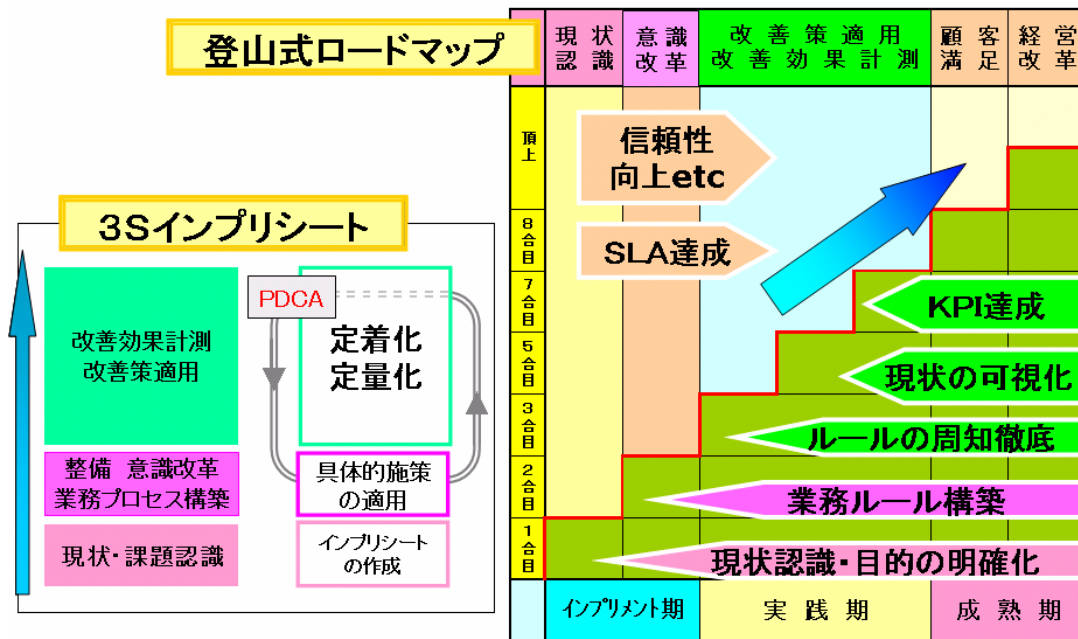 登山式ロードマップ
現状
認識
意識
改革
改善策適用
改善効果計測
顧客
満足
経営
改革
頂上
8合目
7合目
5合目
3合目
2合目
1合目
信頼性
向上etc
SLA達成
KPI達成
現状の可視化
ルールの周知徹底
業務ルール構築
現状認識・目的の明確化
インプリメント期
実践期
成熟期
3Sインプリシート
改善効果計測
改善策適用
整備 意識改革
業務プロセス構築
現状・課題認識
PDCA
定着化
定量化
具体的施策
の適用
インプリシート
の作成